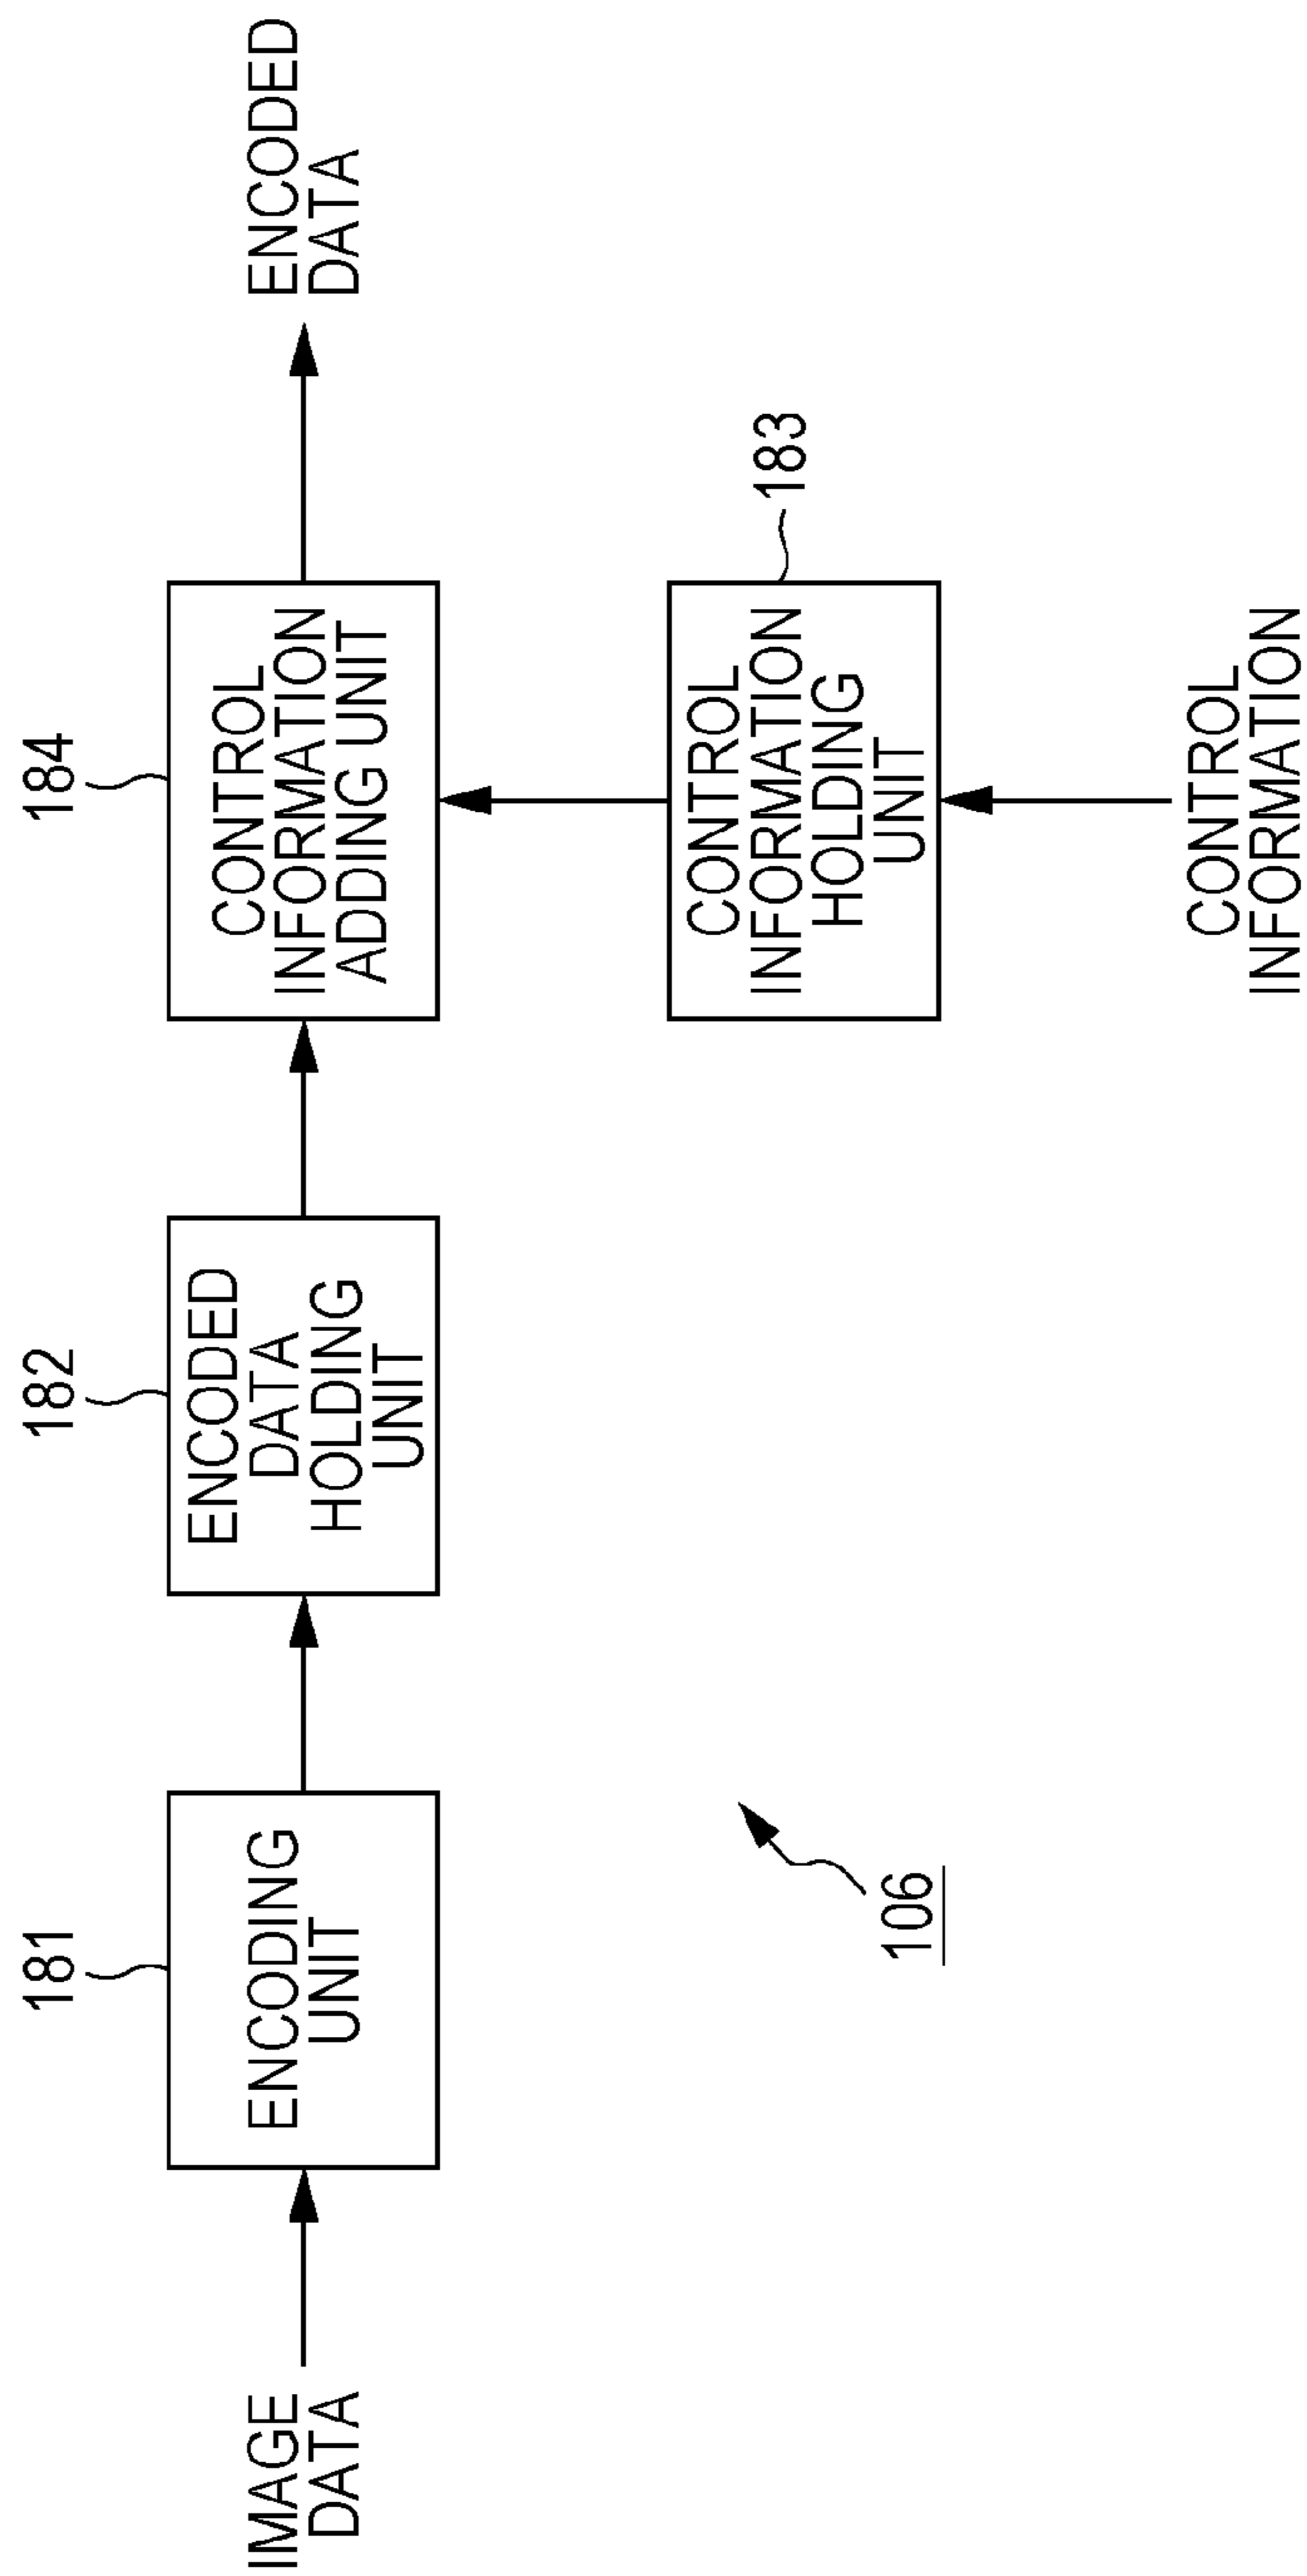 181
182
184
IMAGE
DATA
ENCODING
UNIT
ENCODED
DATA
HOLDING
UNIT
CONTROL
INFORMATION
ADDING UNIT
ENCODED
DATA
183
CONTROL
INFORMATION
HOLDING
UNIT
106
CONTROL
INFORMATION